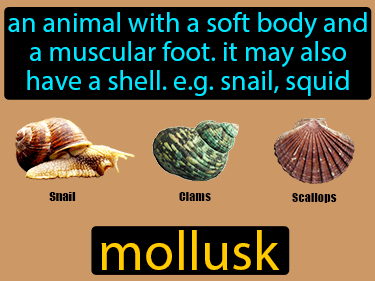 an animal with a soft body and
a muscular foot. it may also
have a shell. e.g. snail, squid
Snail
Clams
Scallops
mollusk